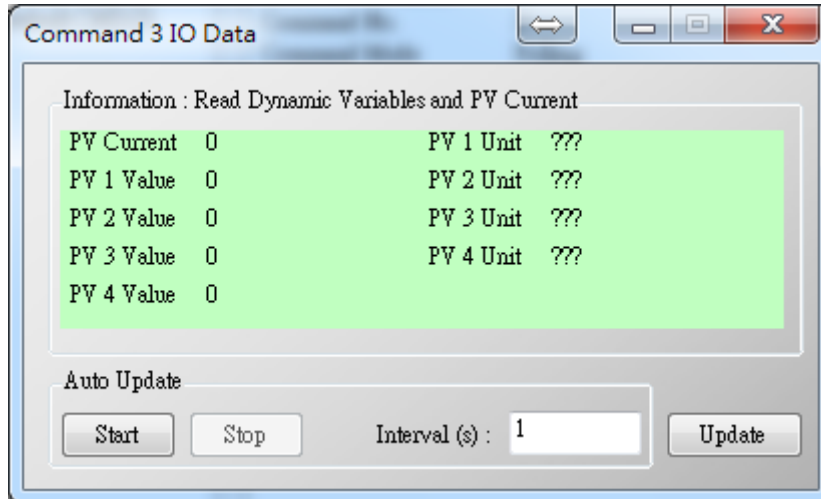 Command 3 IO Data
Information : Read Dynamic Variables and PV Current
PV Current 0 PV 1 Unit ???
PV 1 Value 0 PV 2 Unit ???
PV 2 Value 0 PV 3 Unit ???
PV 3 Value 0 PV 4 Unit ???
PV 4 Value 0
Auto Update
Start Stop Interval (s) : 1 Update